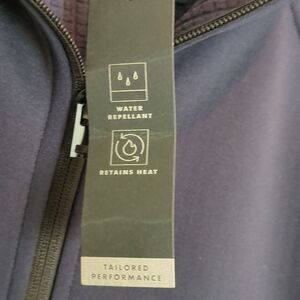 WATER
REPELLANT
RETAINS HEAT
TAILORED
PERFORMANCE